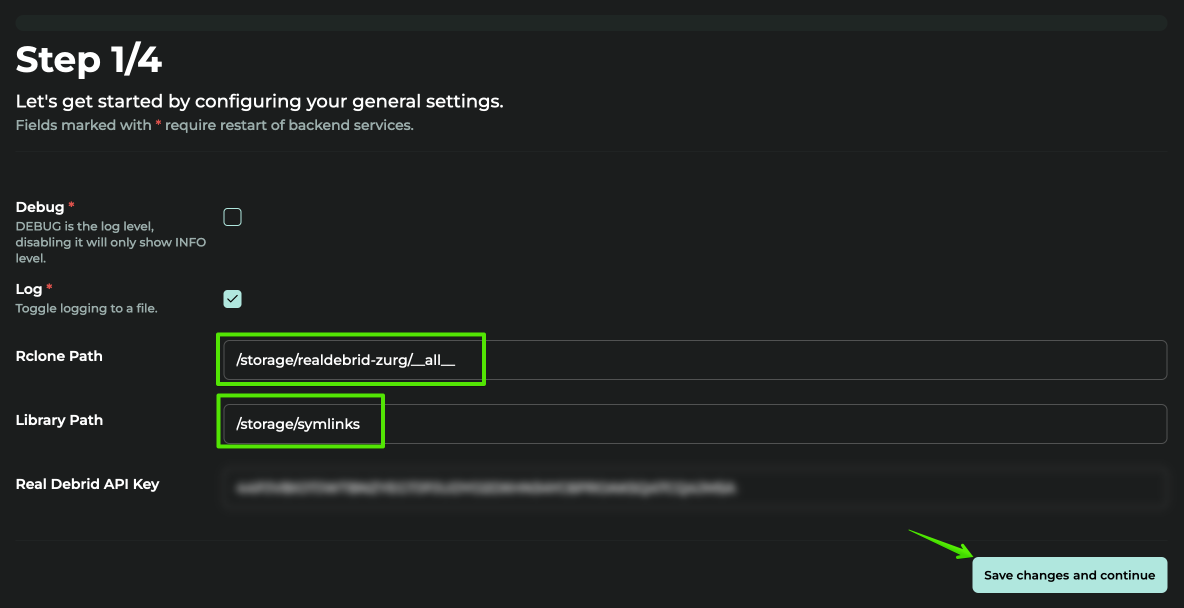 Step 1/4
Let's get started by configuring your general settings.
Fields marked with * require restart of backend services.
Debug *
DEBUG is the log level,
disabling it will only show INFO
level.
Log *
Toggle logging to a file.
Rclone Path
/storage/realdebrid-zurg/__all__
Library Path
/storage/symlinks
Real Debrid API Key
Save changes and continue